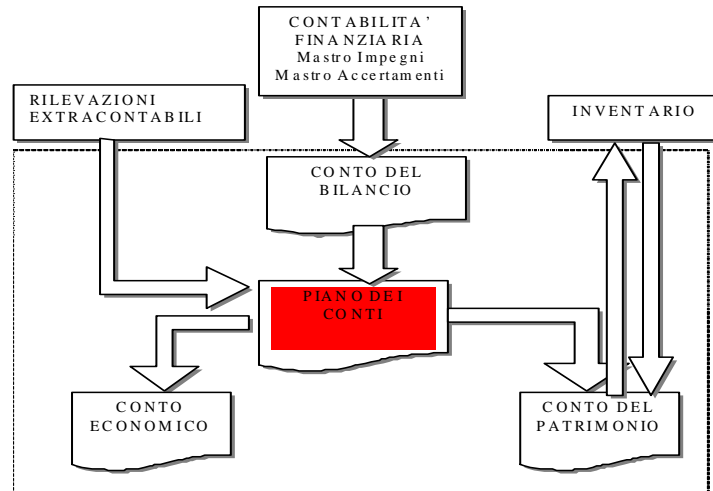 CONTABILITA'
FINANZIARIA
Mastro Impegni
Mastro Accertamenti
RILEVAZIONI
EXTRACONTABILI
INVENTARIO
CONTO DEL
BILANCIO
PIANO DEI
CONTI
CONTO
ECONOMICO
CONTO DEL
PATRIMONIO